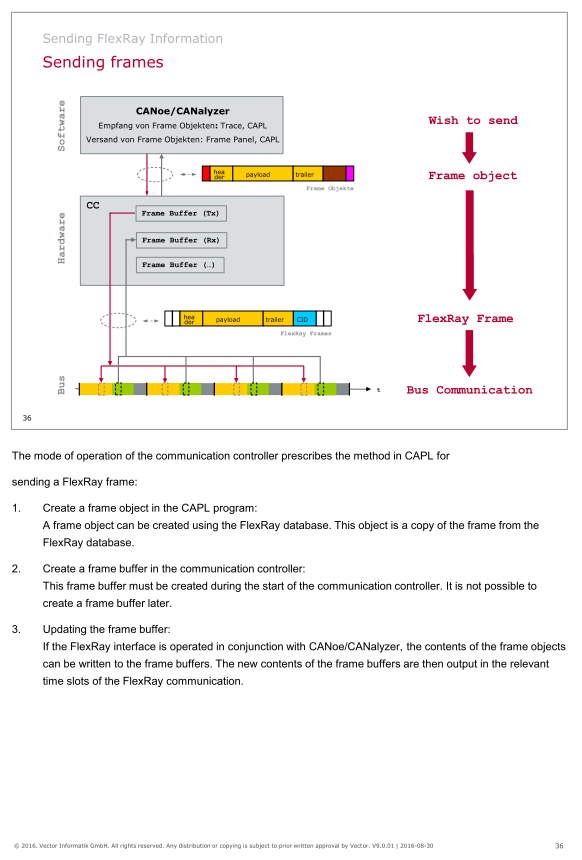 Sending FlexRay Information
Sending frames
Software
CANoe/CANalyzer
Empfang von Frame Objekten: Trace, CAPL
Versand von Frame Objekten: Frame Panel, CAPL
Wish to send
hea
der
payload
trailer
Frame Objekte
Frame object
Hardware
CC
Frame Buffer (Tx)
Frame Buffer (Rx)
Frame Buffer (…)
hea
der
payload
trailer
CID
FlexRay Frames
FlexRay Frame
Bus
t
Bus Communication
36
The mode of operation of the communication controller prescribes the method in CAPL for
sending a FlexRay frame:
1. Create a frame object in the CAPL program:
A frame object can be created using the FlexRay database. This object is a copy of the frame from the
FlexRay database.
2. Create a frame buffer in the communication controller:
This frame buffer must be created during the start of the communication controller. It is not possible to
create a frame buffer later.
3. Updating the frame buffer:
If the FlexRay interface is operated in conjunction with CANoe/CANalyzer, the contents of the frame objects
can be written to the frame buffers. The new contents of the frame buffers are then output in the relevant
time slots of the FlexRay communication.
© 2016. Vector Informatik GmbH. All rights reserved. Any distribution or copying is subject to prior written approval by Vector. V9.0.01 | 2016-08-30
36